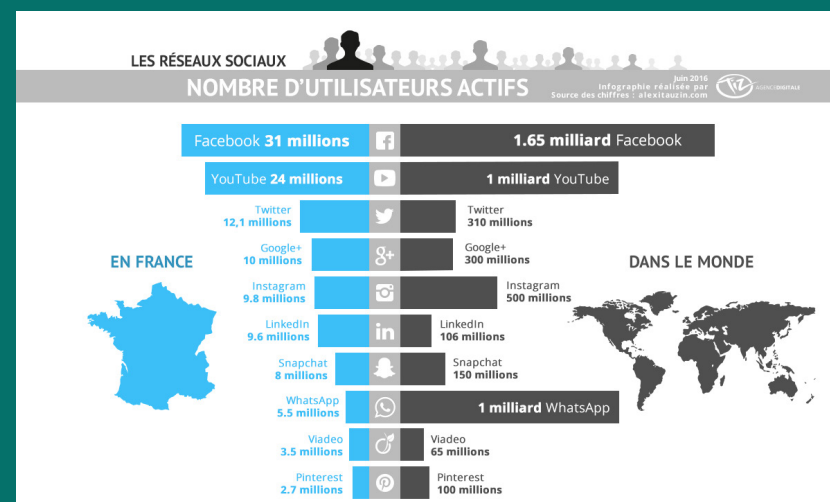 LES RÉSEAUX SOCIAUX
NOMBRE D'UTILISATEURS ACTIFS
Juin 2016
Infographie réalisée par
Source des chiffres : alexitauzin.com
Tiz
AGENCE DIGITALE
EN FRANCE
DANS LE MONDE
Facebook 31 millions
1.65 milliard Facebook
YouTube 24 millions
1 milliard YouTube
Twitter
12,1 millions
Twitter
310 millions
Google+
10 millions
g+
Google+
300 millions
Instagram
9.8 millions
Instagram
500 millions
LinkedIn
9.6 millions
in
LinkedIn
106 millions
Snapchat
8 millions
Snapchat
150 millions
WhatsApp
5.5 millions
1 milliard WhatsApp
Viadeo
3.5 millions
Viadeo
65 millions
Pinterest
2.7 millions
Pinterest
100 millions